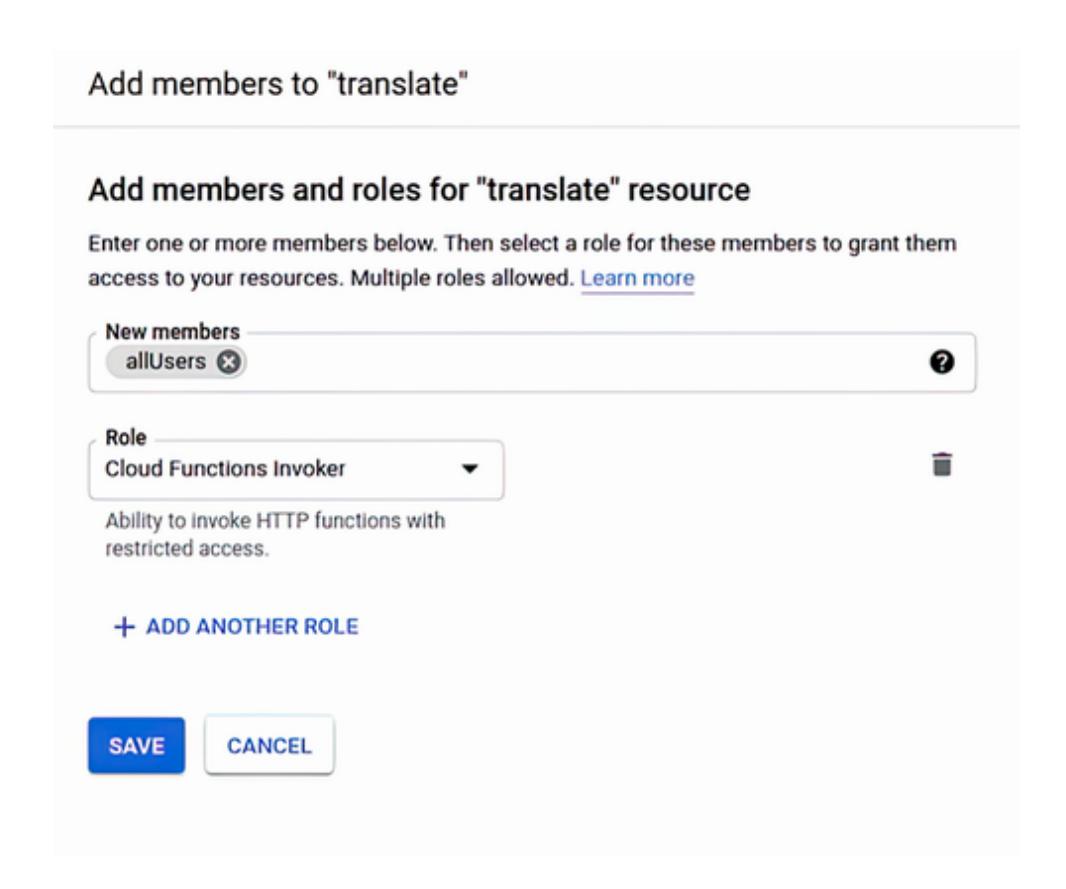 Add members to "translate"
Add members and roles for "translate" resource
Enter one or more members below. Then select a role for these members to grant them
access to your resources. Multiple roles allowed. Learn more
New members
allUsers
Role
Cloud Functions Invoker
Ability to invoke HTTP functions with
restricted access.
+ ADD ANOTHER ROLE
SAVE CANCEL